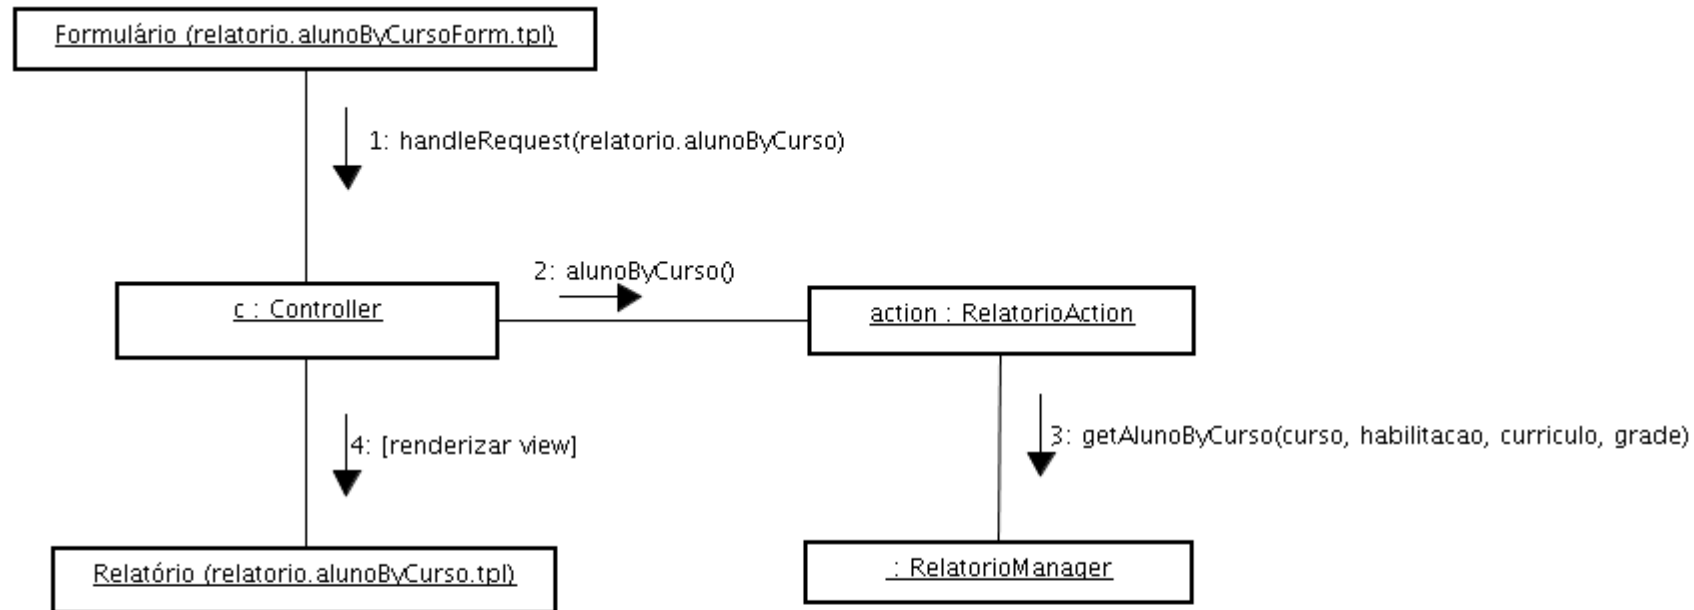 Formulário (relatorio.alunoByCursoForm.tpl)
1: handleRequest(relatorio.alunoByCurso)
2: alunoByCurso()
c : Controller
action : RelatorioAction
3: getAlunoByCurso(curso, habilitacao, curriculo, grade)
4: [renderizar view]
Relatório (relatorio.alunoByCurso.tpl)
: RelatorioManager